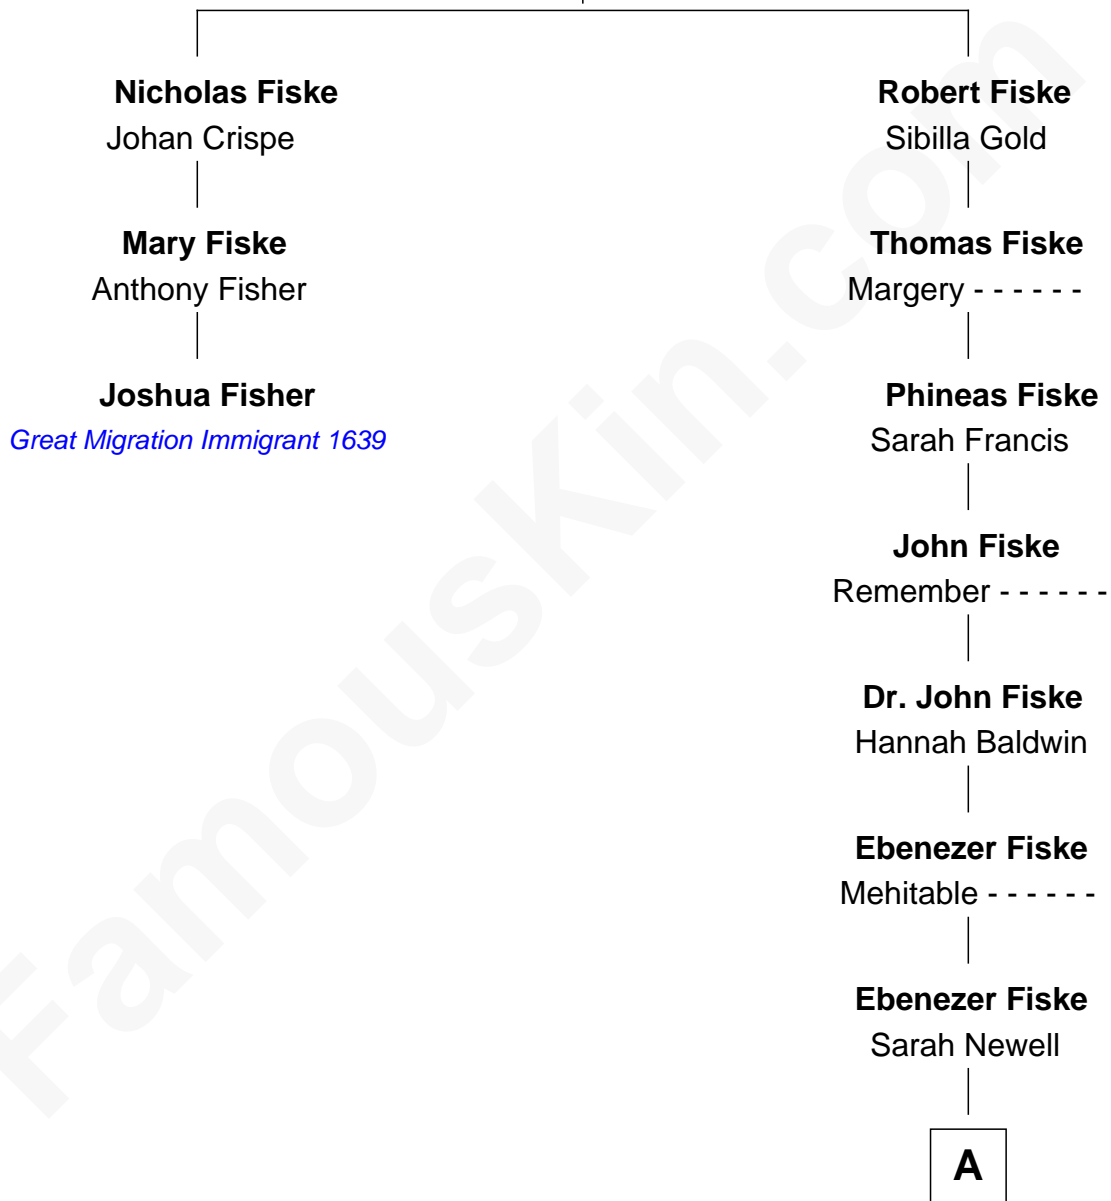 Nicholas Fiske
Johan Crispe
Mary Fiske
Anthony Fisher
Joshua Fisher
Great Migration Immigrant 1639
Robert Fiske
Sibilla Gold
Thomas Fiske
Margery - - - - - -
Phineas Fiske
Sarah Francis
John Fiske
Remember - - - - - -
Dr. John Fiske
Hannah Baldwin
Ebenezer Fiske
Mehitable - - - - - -
Ebenezer Fiske
Sarah Newell
A
FamousKin.com